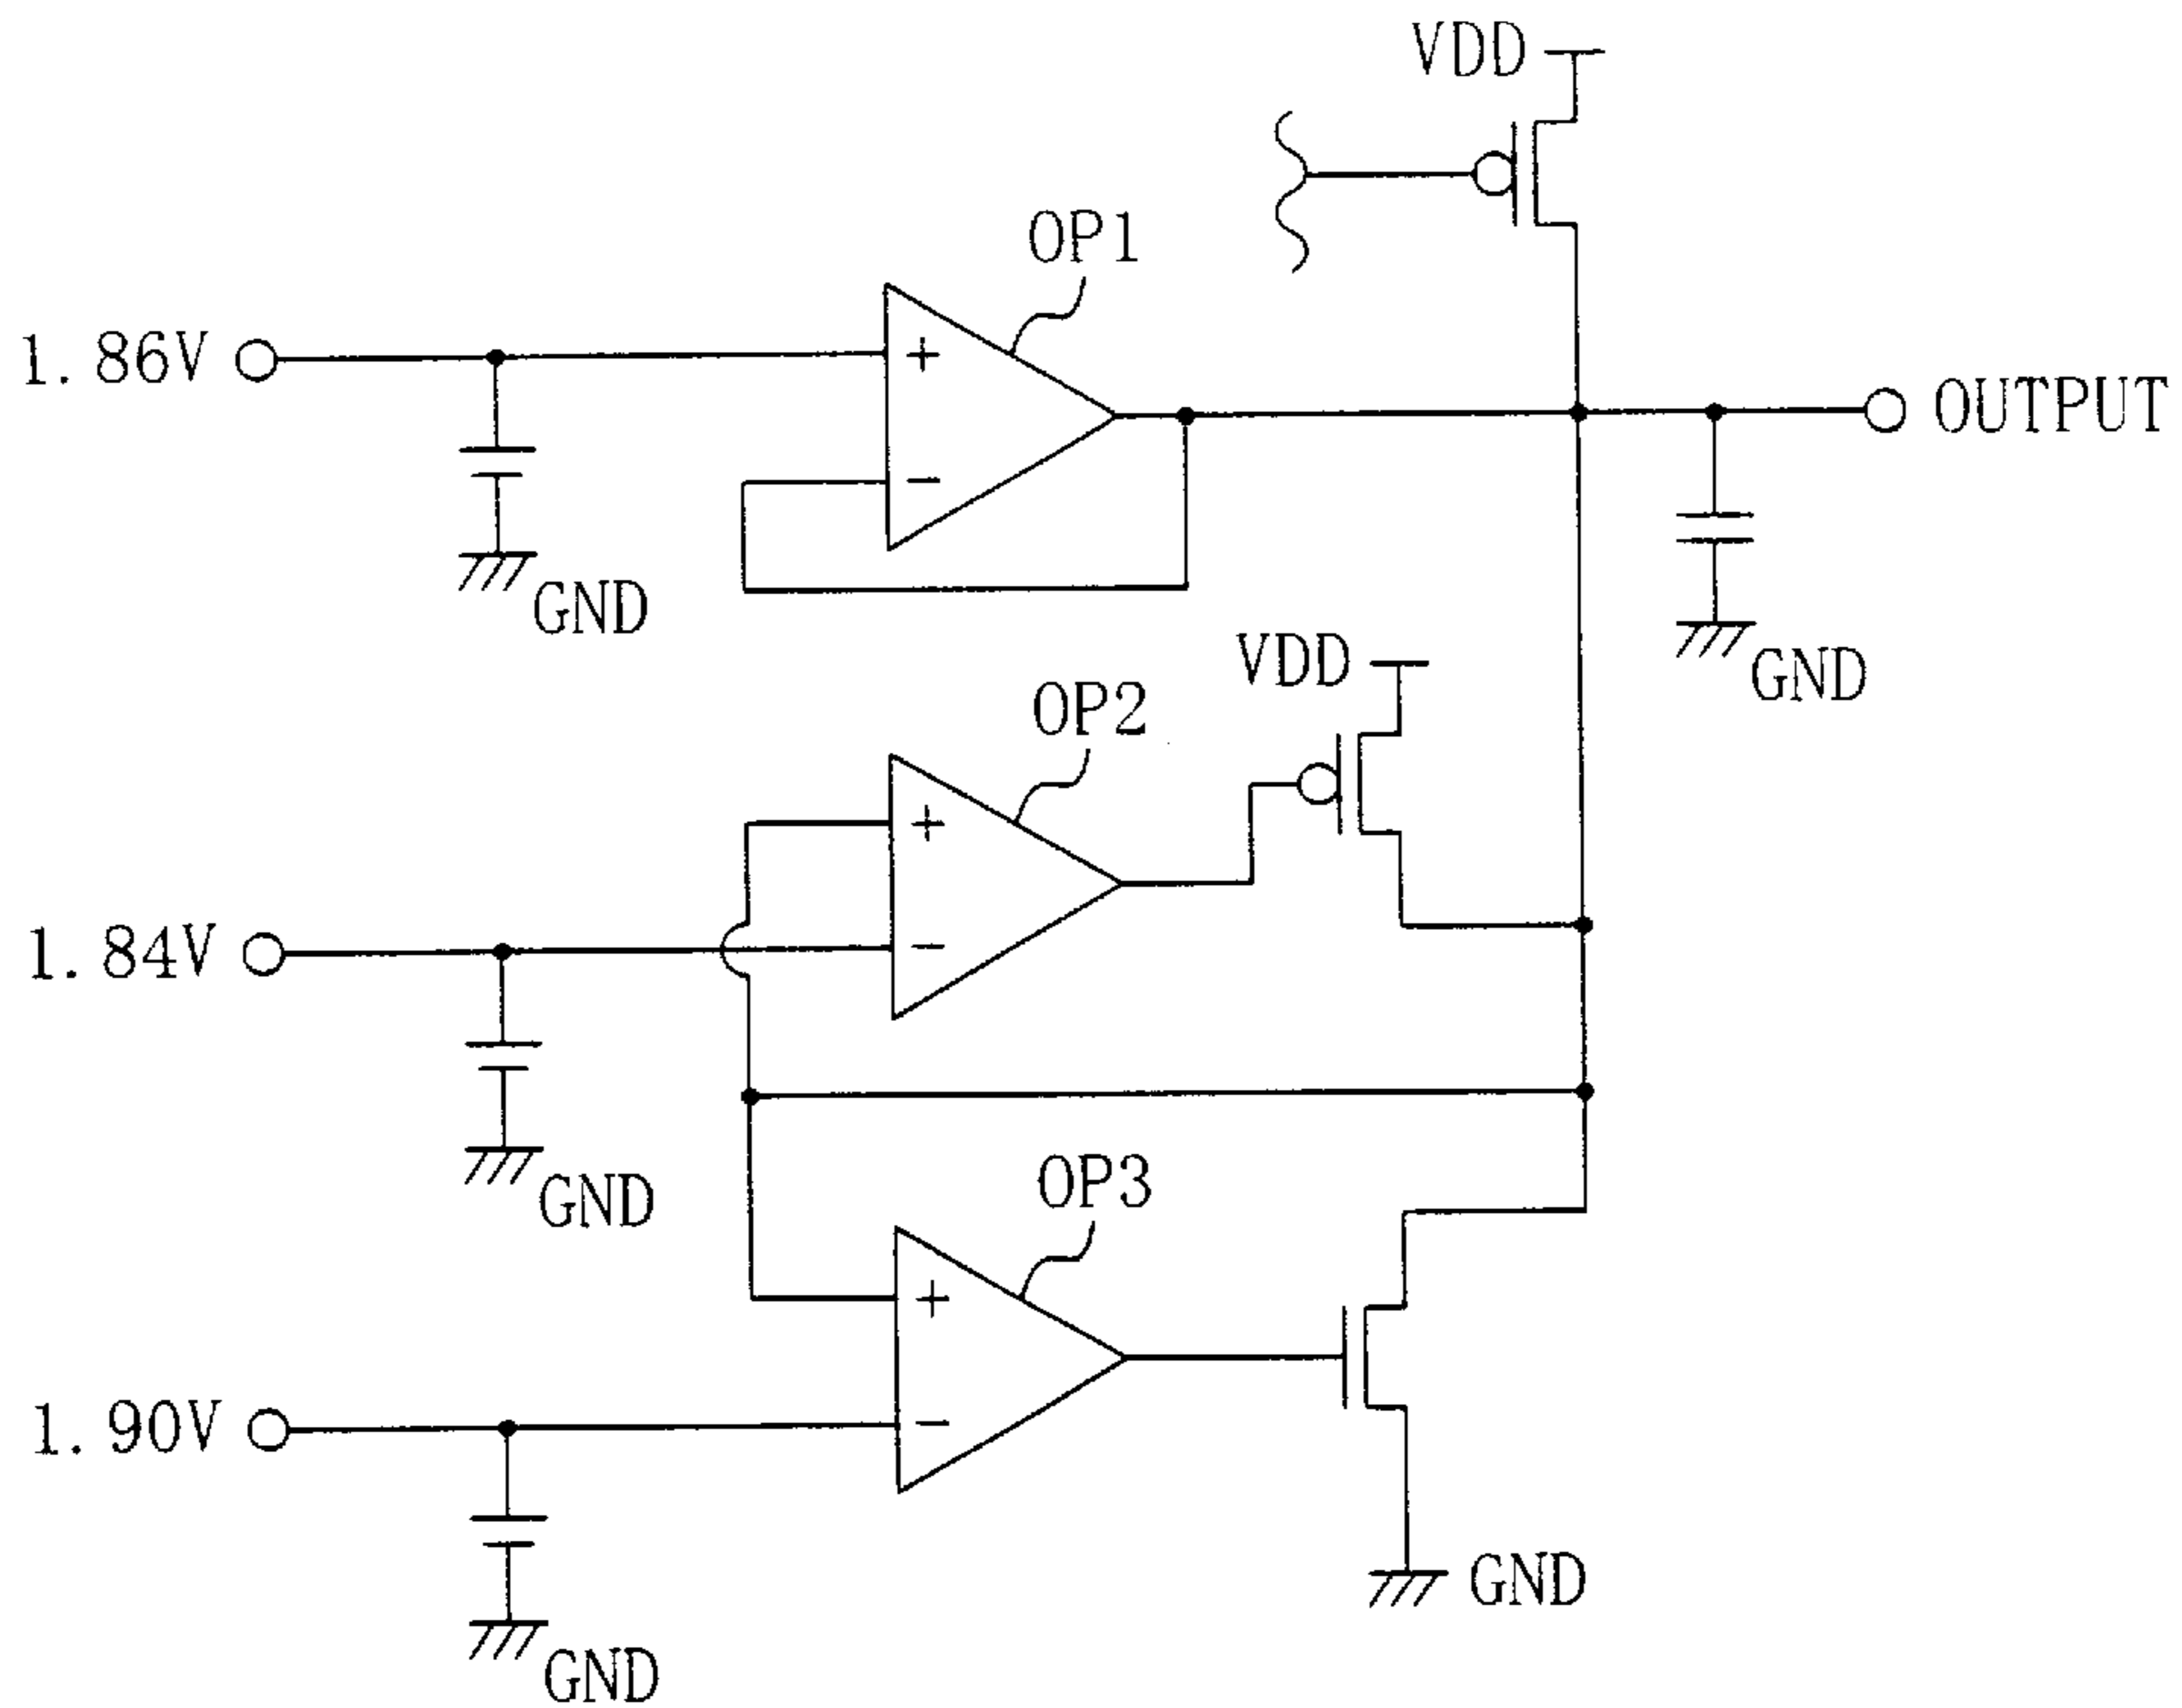 VDD
OP1
1.86V
+
OUTPUT
−
GND
VDD
GND
OP2
+
1.84V
−
OP3
GND
+
1.90V
−
GND
GND